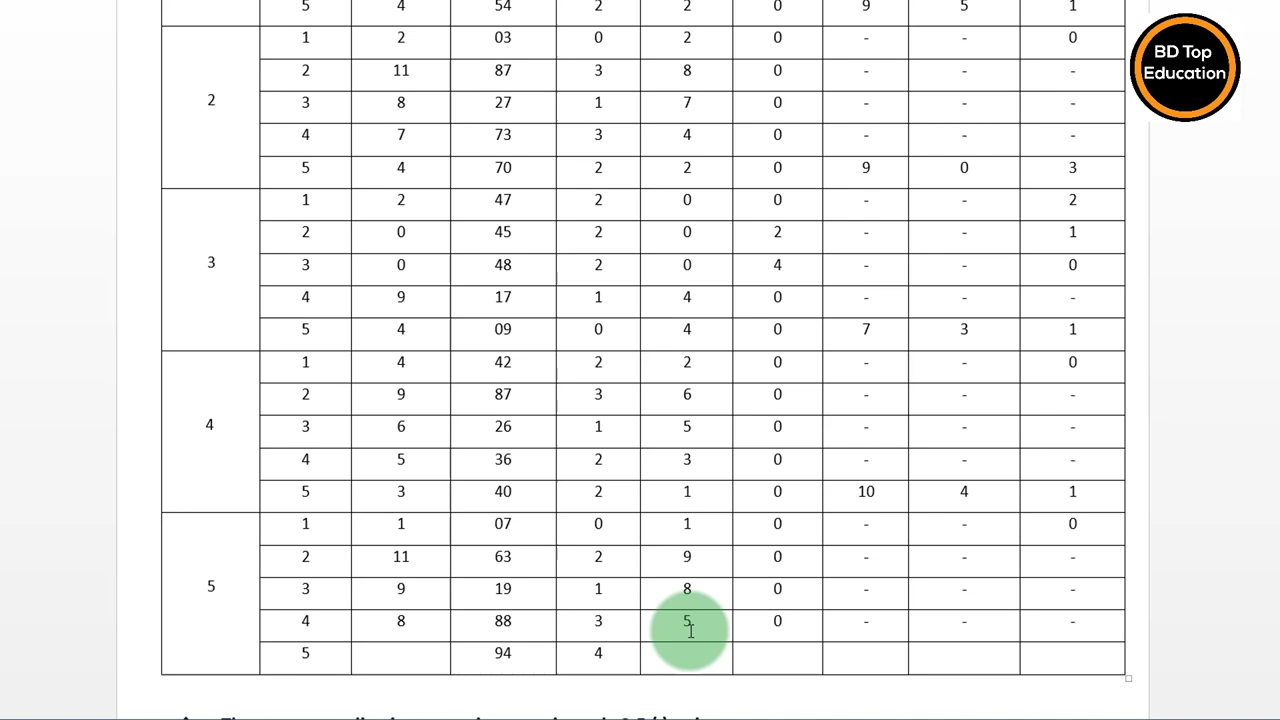 5 4 54 2 2 0 9 5 1
BD Top
Education
1 2 03 0 2 0 - - 0
2 11 87 3 8 0 - - -
2
3 8 27 1 7 0 - - -
4 7 73 3 4 0 - - -
5 4 70 2 2 0 9 0 3
1 2 47 2 0 0 - - 2
2 0 45 2 0 2 - - 1
3
3 0 48 2 0 4 - - 0
4 9 17 1 4 0 - - -
5 4 09 0 4 0 7 3 1
1 4 42 2 2 0 - - 0
2 9 87 3 6 0 - - -
4
3 6 26 1 5 0 - - -
4 5 36 2 3 0 - - -
5 3 40 2 1 0 10 4 1
1 1 07 0 1 0 - - 0
2 11 63 2 9 0 - - -
5
3 9 19 1 8 0 - - -
4 8 88 3 5 0 - - -
5 94 4